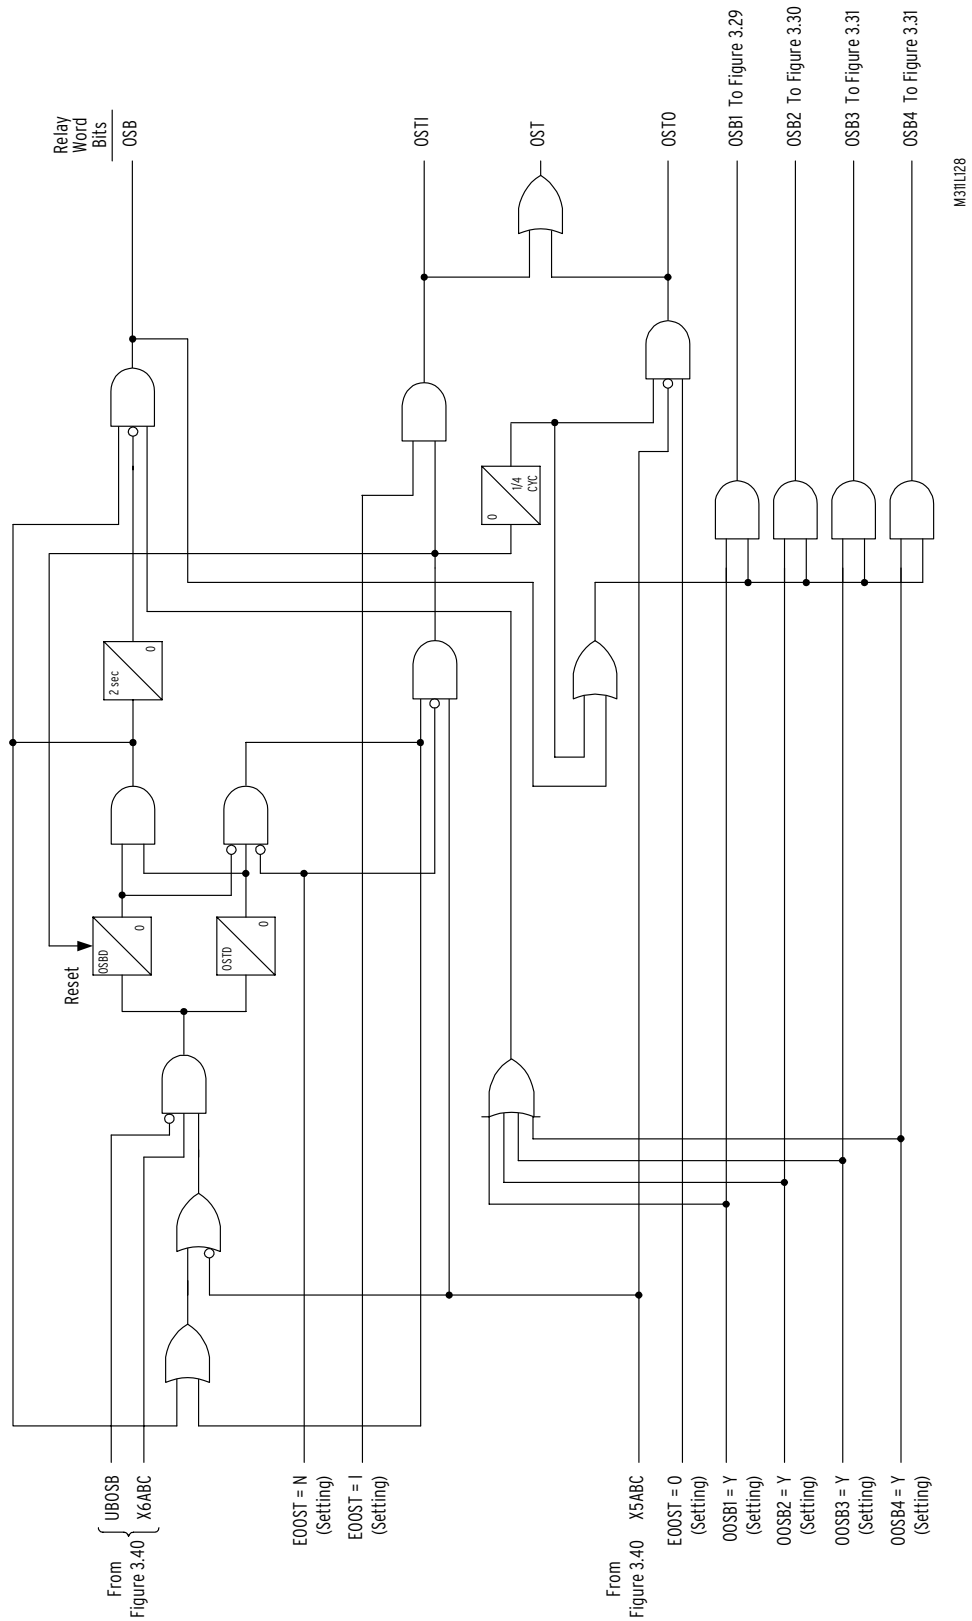 Relay
Word
Bits
OSB
OSTI
OST
OSTO
OSB1 To Figure 3.29
OSB2 To Figure 3.30
OSB3 To Figure 3.31
OSB4 To Figure 3.31
M311L128
1/4
CYC
0
2 sec
0
Reset
OSBD
0
OSTD
0
From
Figure 3.40
UBOSB
X6ABC
EOOST = N
(Setting)
EOOST = I
(Setting)
From
Figure 3.40
X5ABC
EOOST = O
(Setting)
OOSB1 = Y
(Setting)
OOSB2 = Y
(Setting)
OOSB3 = Y
(Setting)
OOSB4 = Y
(Setting)